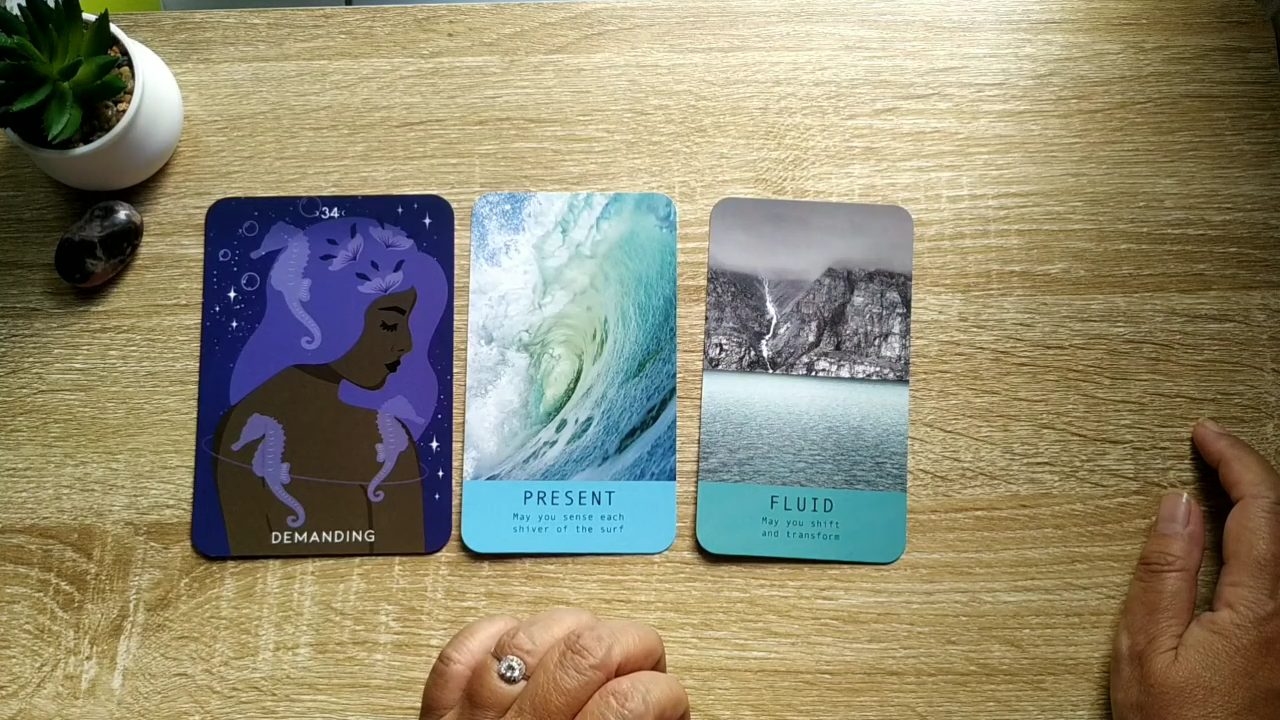 34
DEMANDING
PRESENT
May you sense each
shiver of the surf
FLUID
May you shift
and transform